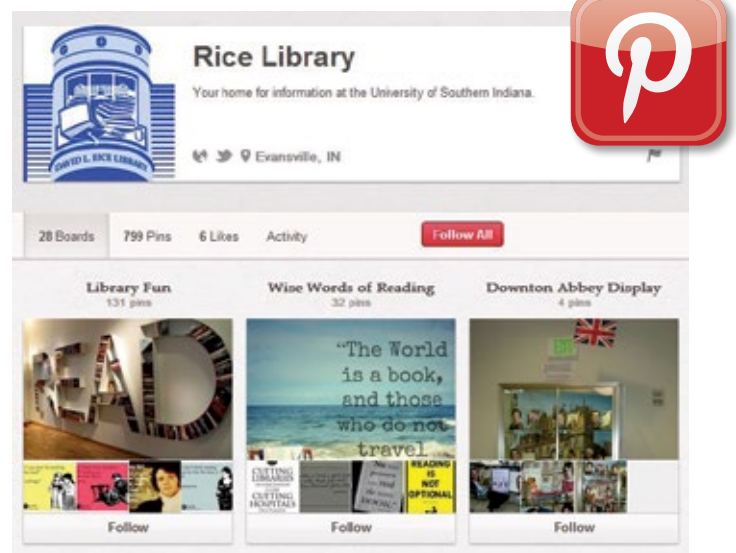 Rice Library
Your home for information at the University of Southern Indiana.
DAVID L. RICE LIBRARY
Evansville, IN
28 Boards 799 Pins 6 Likes Activity Follow All
Library Fun
131 pins
READ
Follow
Wise Words of Reading
32 pins
“The World
is a book,
and those
who do not
travel
CUTTING
LIBRARIES
CUTTING
HOSPITALS
READING
IS
NOT
OPTIONAL
Follow
Downton Abbey Display
4 pins
Follow